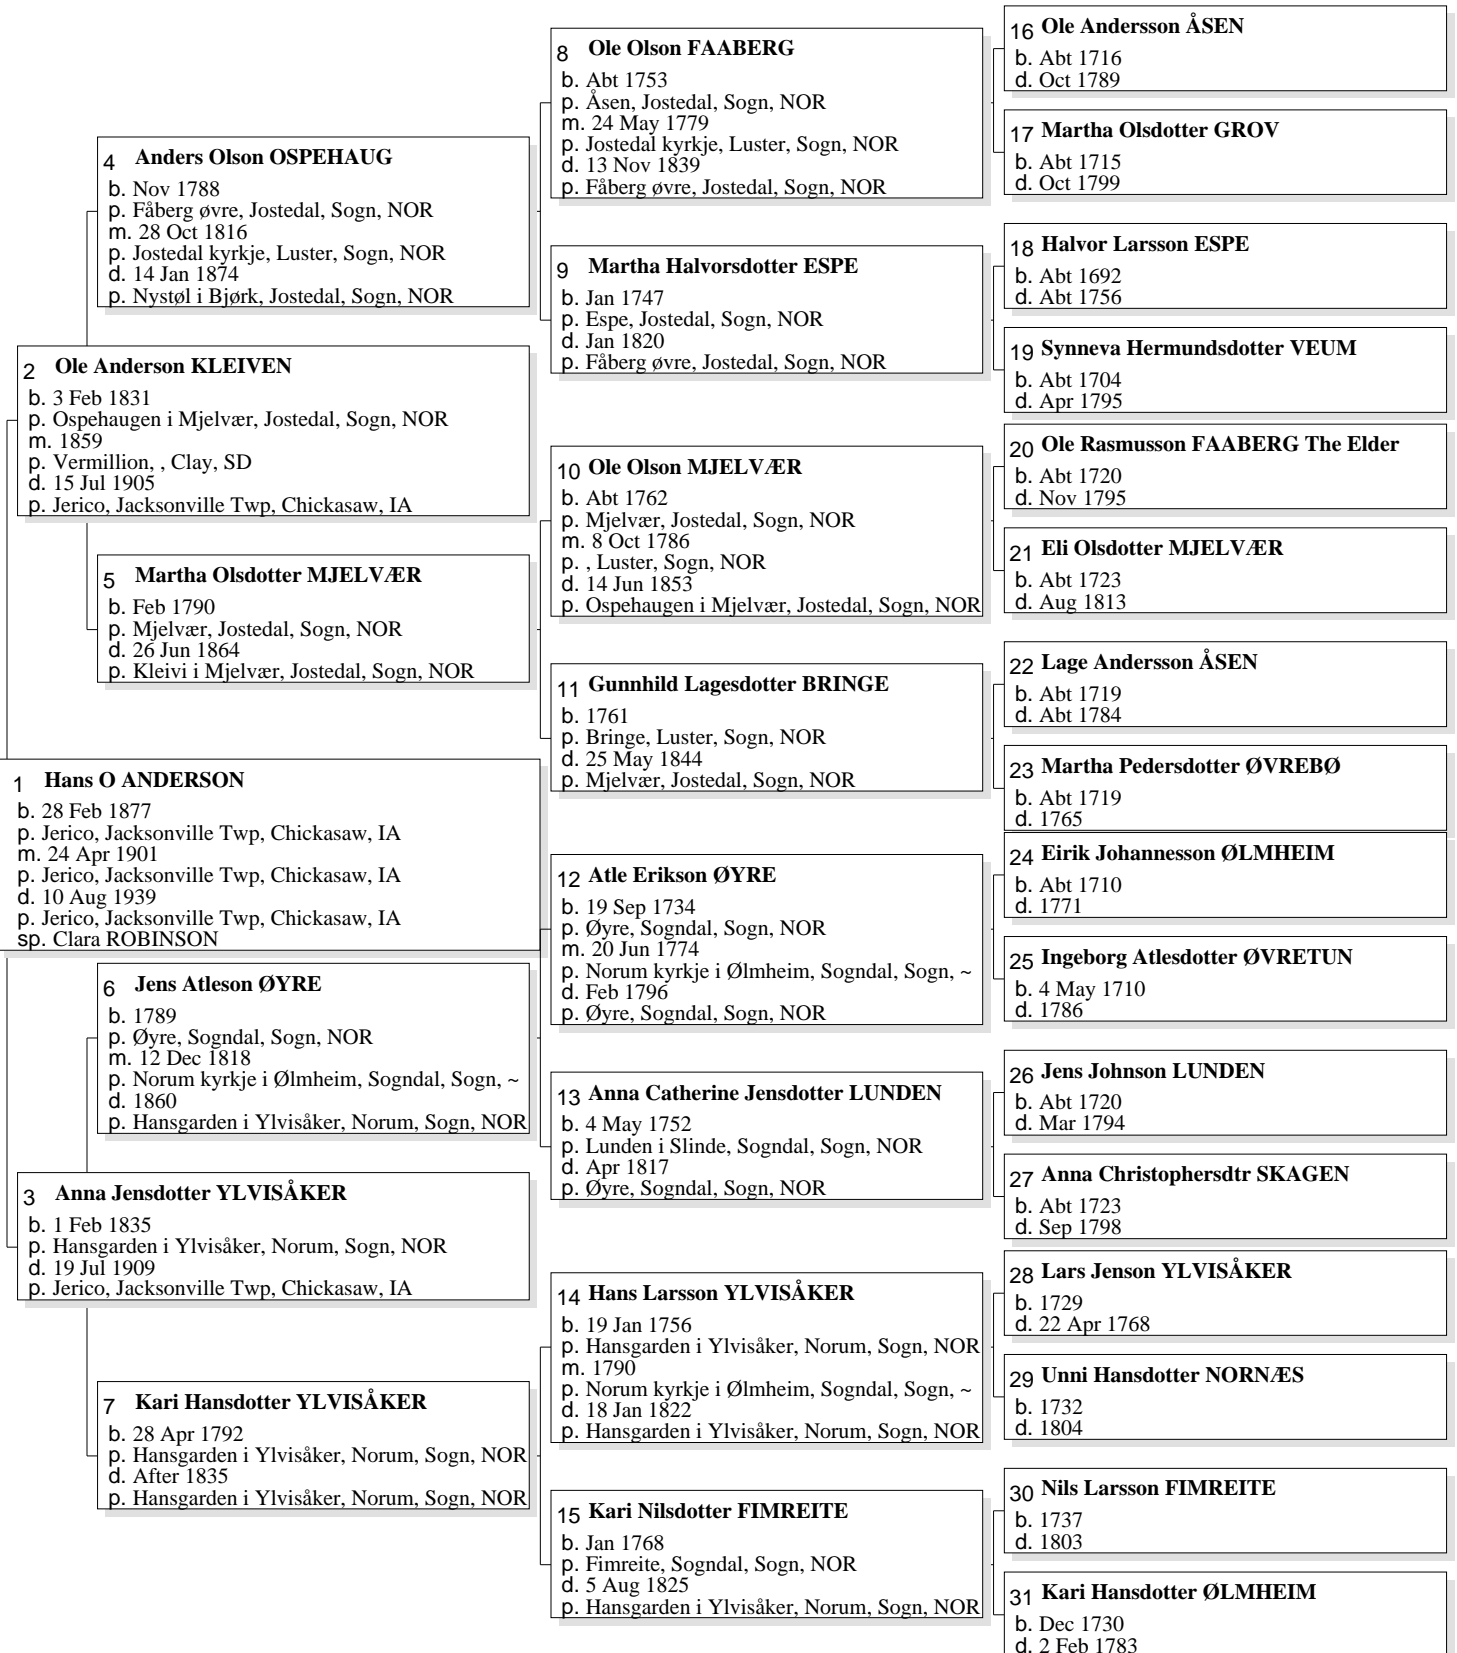 1 Hans O ANDERSON
b. 28 Feb 1877
p. Jerico, Jacksonville Twp, Chickasaw, IA
m. 24 Apr 1901
p. Jerico, Jacksonville Twp, Chickasaw, IA
d. 10 Aug 1939
p. Jerico, Jacksonville Twp, Chickasaw, IA
sp. Clara ROBINSON
2 Ole Anderson KLEIVEN
b. 3 Feb 1831
p. Ospehaugen i Mjelvær, Jostedal, Sogn, NOR
m. 1859
p. Vermillion, , Clay, SD
d. 15 Jul 1905
p. Jerico, Jacksonville Twp, Chickasaw, IA
3 Anna Jensdotter YLVISÅKER
b. 1 Feb 1835
p. Hansgarden i Ylvisåker, Norum, Sogn, NOR
d. 19 Jul 1909
p. Jerico, Jacksonville Twp, Chickasaw, IA
4 Anders Olson OSPEHAUG
b. Nov 1788
p. Fåberg øvre, Jostedal, Sogn, NOR
m. 28 Oct 1816
p. Jostedal kyrkje, Luster, Sogn, NOR
d. 14 Jan 1874
p. Nystøl i Bjørk, Jostedal, Sogn, NOR
5 Martha Olsdotter MJELVÆR
b. Feb 1790
p. Mjelvær, Jostedal, Sogn, NOR
d. 26 Jun 1864
p. Kleivi i Mjelvær, Jostedal, Sogn, NOR
6 Jens Atleson ØYRE
b. 1789
p. Øyre, Sogndal, Sogn, NOR
m. 12 Dec 1818
p. Norum kyrkje i Ølmheim, Sogndal, Sogn, ~
d. 1860
p. Hansgarden i Ylvisåker, Norum, Sogn, NOR
7 Kari Hansdotter YLVISÅKER
b. 28 Apr 1792
p. Hansgarden i Ylvisåker, Norum, Sogn, NOR
d. After 1835
p. Hansgarden i Ylvisåker, Norum, Sogn, NOR
8 Ole Olson FAABERG
b. Abt 1753
p. Åsen, Jostedal, Sogn, NOR
m. 24 May 1779
p. Jostedal kyrkje, Luster, Sogn, NOR
d. 13 Nov 1839
p. Fåberg øvre, Jostedal, Sogn, NOR
9 Martha Halvorsdotter ESPE
b. Jan 1747
p. Espe, Jostedal, Sogn, NOR
d. Jan 1820
p. Fåberg øvre, Jostedal, Sogn, NOR
10 Ole Olson MJELVÆR
b. Abt 1762
p. Mjelvær, Jostedal, Sogn, NOR
m. 8 Oct 1786
p. , Luster, Sogn, NOR
d. 14 Jun 1853
p. Ospehaugen i Mjelvær, Jostedal, Sogn, NOR
11 Gunnhild Lagesdotter BRINGE
b. 1761
p. Bringe, Luster, Sogn, NOR
d. 25 May 1844
p. Mjelvær, Jostedal, Sogn, NOR
12 Atle Erikson ØYRE
b. 19 Sep 1734
p. Øyre, Sogndal, Sogn, NOR
m. 20 Jun 1774
p. Norum kyrkje i Ølmheim, Sogndal, Sogn, ~
d. Feb 1796
p. Øyre, Sogndal, Sogn, NOR
13 Anna Catherine Jensdotter LUNDEN
b. 4 May 1752
p. Lunden i Slinde, Sogndal, Sogn, NOR
d. Apr 1817
p. Øyre, Sogndal, Sogn, NOR
14 Hans Larsson YLVISÅKER
b. 19 Jan 1756
p. Hansgarden i Ylvisåker, Norum, Sogn, NOR
m. 1790
p. Norum kyrkje i Ølmheim, Sogndal, Sogn, ~
d. 18 Jan 1822
p. Hansgarden i Ylvisåker, Norum, Sogn, NOR
15 Kari Nilsdotter FIMREITE
b. Jan 1768
p. Fimreite, Sogndal, Sogn, NOR
d. 5 Aug 1825
p. Hansgarden i Ylvisåker, Norum, Sogn, NOR
16 Ole Andersson ÅSEN
b. Abt 1716
d. Oct 1789
17 Martha Olsdotter GROV
b. Abt 1715
d. Oct 1799
18 Halvor Larsson ESPE
b. Abt 1692
d. Abt 1756
19 Synneva Hermundsdotter VEUM
b. Abt 1704
d. Apr 1795
20 Ole Rasmusson FAABERG The Elder
b. Abt 1720
d. Nov 1795
21 Eli Olsdotter MJELVÆR
b. Abt 1723
d. Aug 1813
22 Lage Andersson ÅSEN
b. Abt 1719
d. Abt 1784
23 Martha Pedersdotter ØVREBØ
b. Abt 1719
d. 1765
24 Eirik Johannesson ØLMHEIM
b. Abt 1710
d. 1771
25 Ingeborg Atlesdotter ØVRETUN
b. 4 May 1710
d. 1786
26 Jens Johnson LUNDEN
b. Abt 1720
d. Mar 1794
27 Anna Christophersdtr SKAGEN
b. Abt 1723
d. Sep 1798
28 Lars Jenson YLVISÅKER
b. 1729
d. 22 Apr 1768
29 Unni Hansdotter NORNÆS
b. 1732
d. 1804
30 Nils Larsson FIMREITE
b. 1737
d. 1803
31 Kari Hansdotter ØLMHEIM
b. Dec 1730
d. 2 Feb 1783